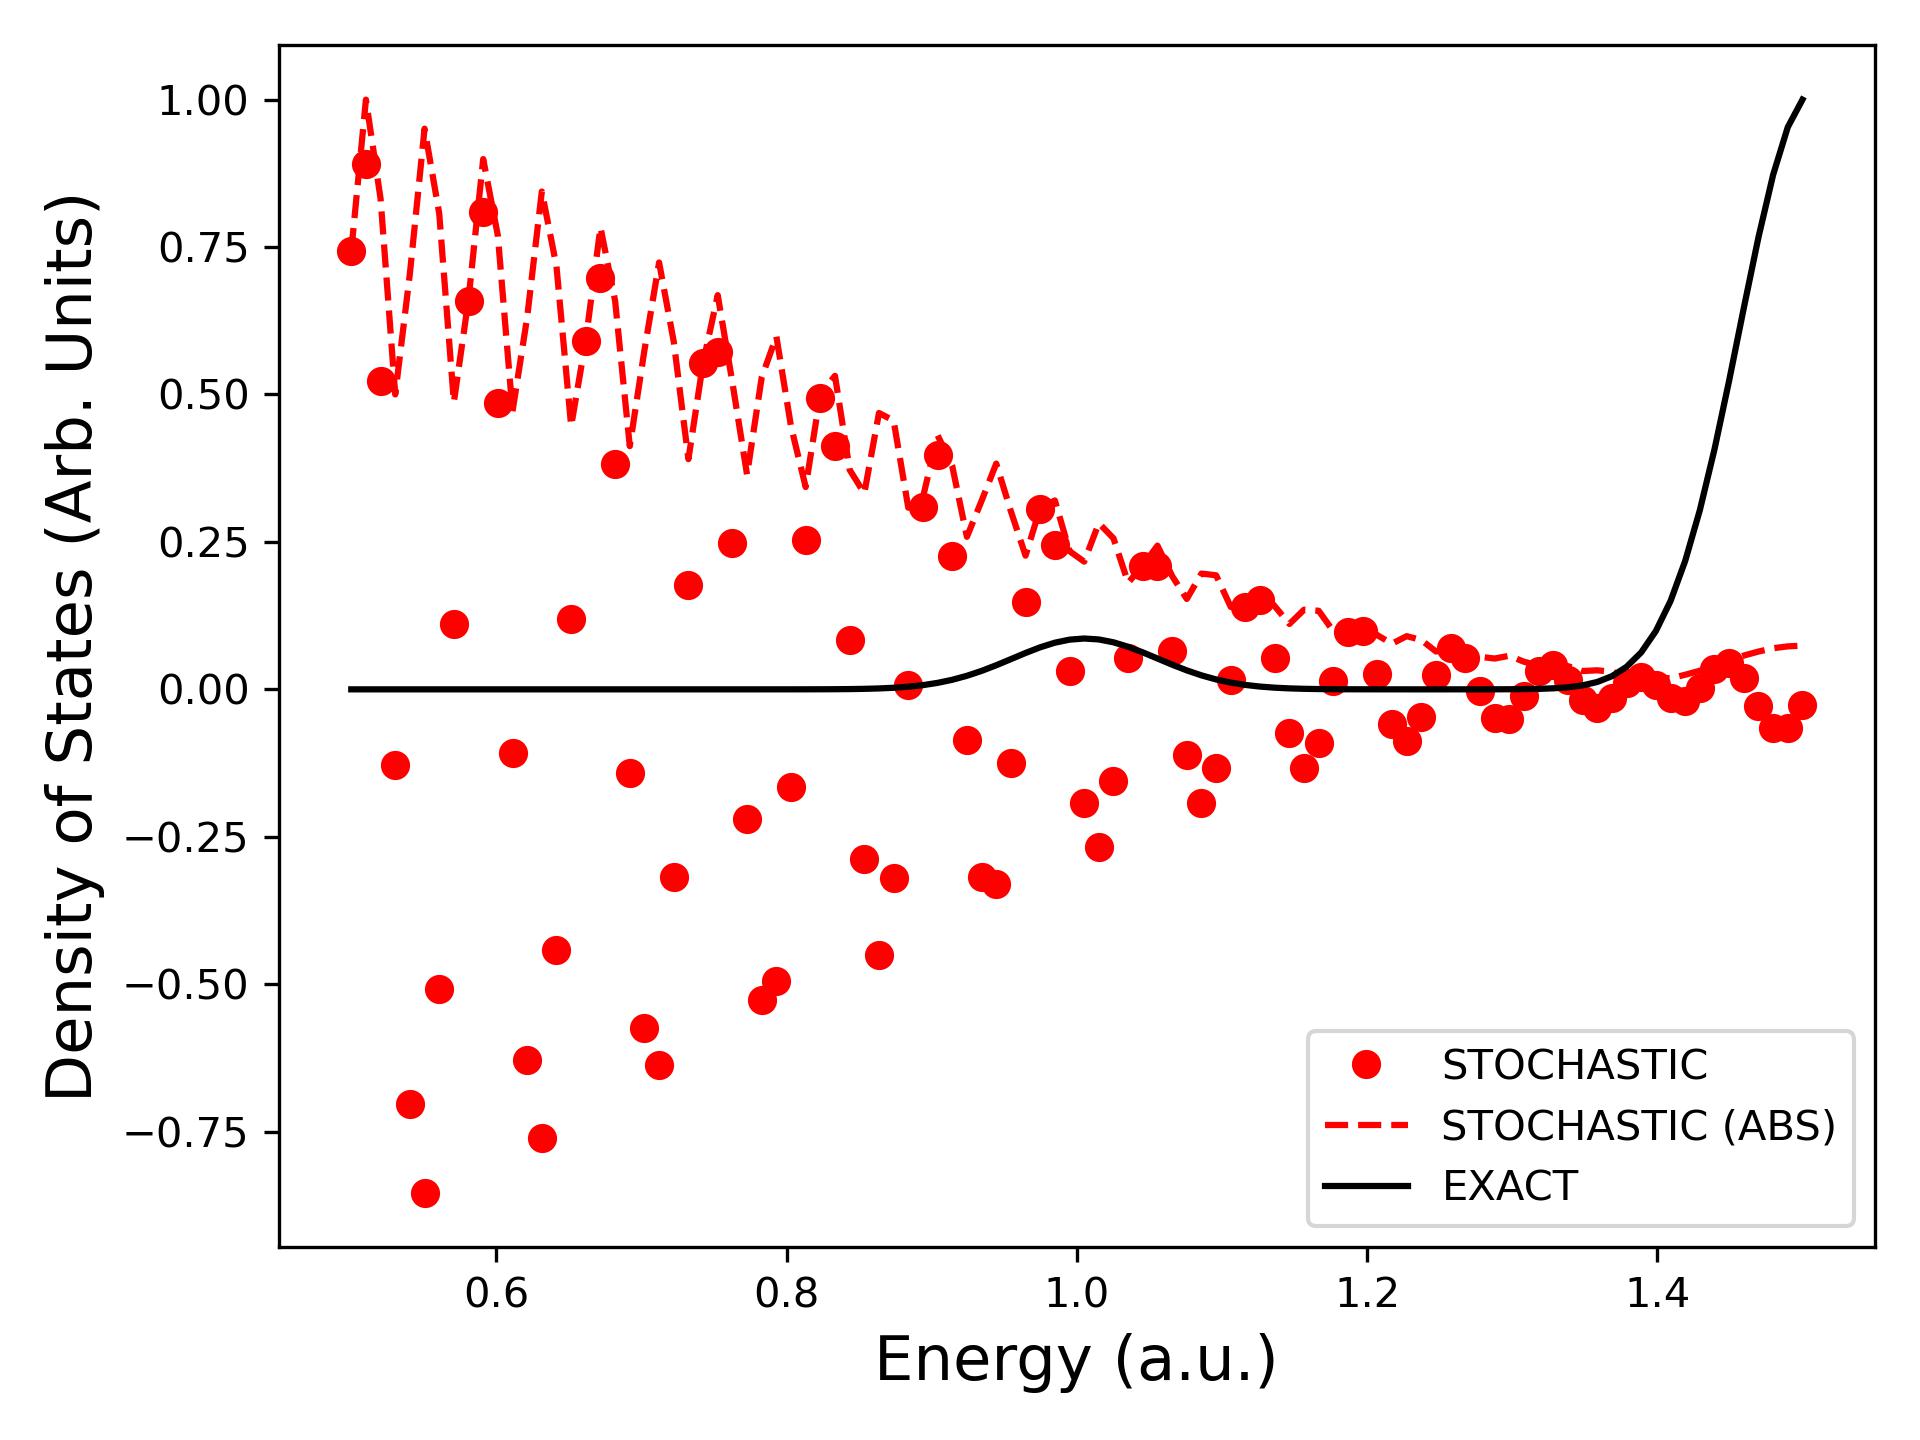 Density of States (Arb. Units)
1.00
0.75
0.50
0.25
0.00
−0.25
−0.50
−0.75
0.6 0.8 1.0 1.2 1.4
Energy (a.u.)
STOCHASTIC
STOCHASTIC (ABS)
EXACT